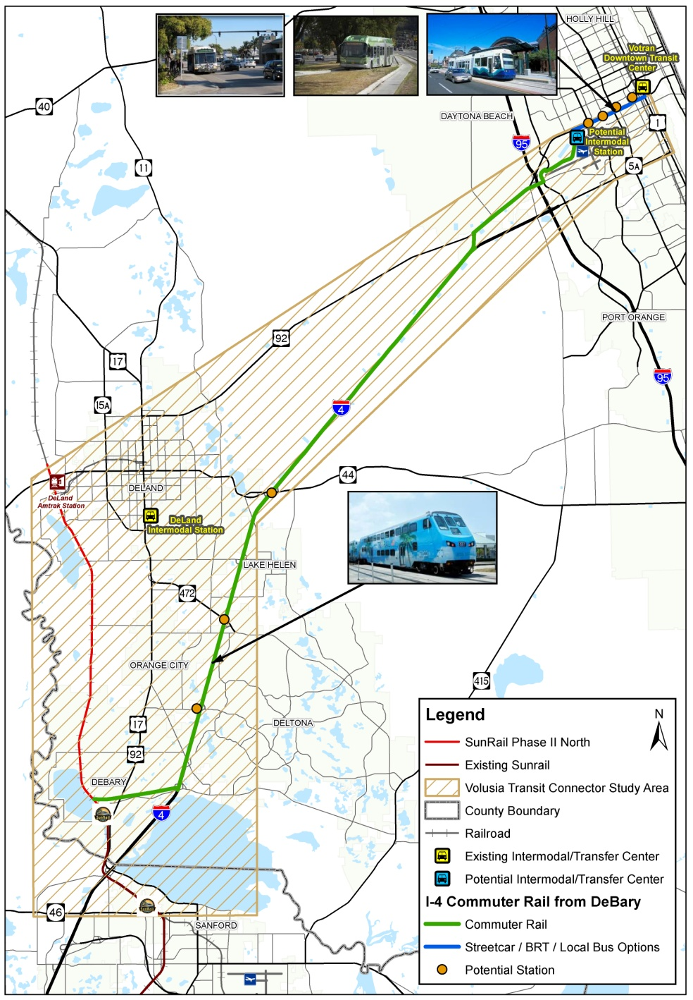 HOLLY HILL
Votran
Downtown Transit
Center
40
DAYTONA BEACH
1
Potential
Intermodal
Station
95
11
5A
92
PORT ORANGE
17
95
15A
4
44
DELAND
DeLand
Amtrak Station
DeLand
Intermodal Station
LAKE HELEN
472
ORANGE CITY
415
DELTONA
17
92
DEBARY
4
SunRail
46
SANFORD
Legend
N
SunRail Phase II North
Existing Sunrail
Volusia Transit Connector Study Area
County Boundary
Railroad
Existing Intermodal/Transfer Center
Potential Intermodal/Transfer Center
I-4 Commuter Rail from DeBary
Commuter Rail
Streetcar / BRT / Local Bus Options
Potential Station